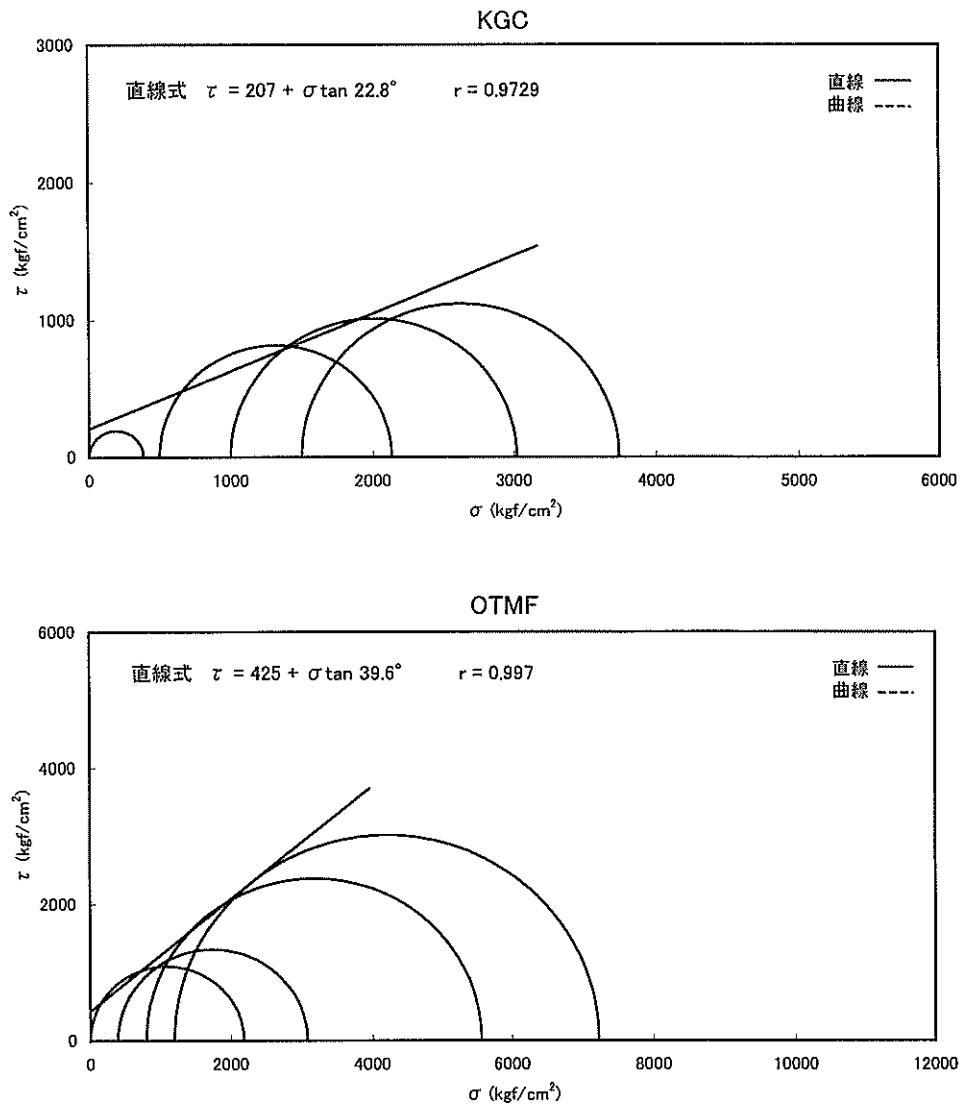 KGC
3000
直線式 τ = 207 + σ tan 22.8° r = 0.9729
直線
曲線
2000
τ (kgf/cm²)
1000
0
0 1000 2000 3000 4000 5000 6000
σ (kgf/cm²)
OTMF
6000
直線式 τ = 425 + σ tan 39.6° r = 0.997
直線
曲線
4000
τ (kgf/cm²)
2000
0
0 2000 4000 6000 8000 10000 12000
σ (kgf/cm²)